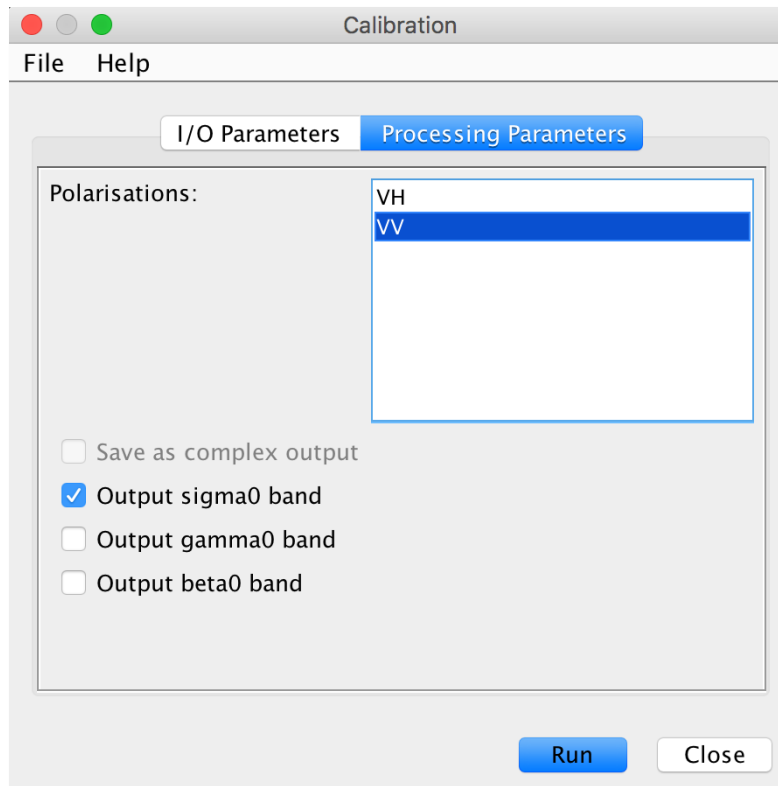 Calibration
File Help
I/O Parameters Processing Parameters
Polarisations:
VH
VV
Save as complex output
Output sigma0 band
Output gamma0 band
Output beta0 band
Run Close